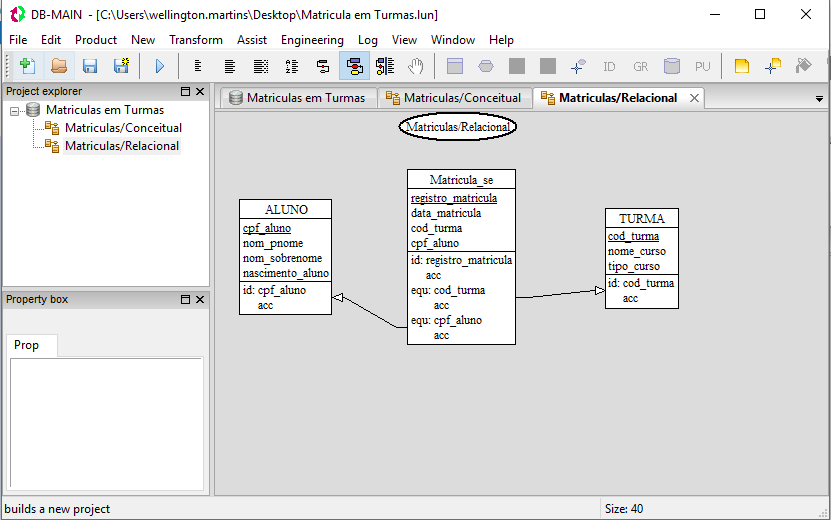 DB-MAIN - [C:\Users\wellington.martins\Desktop\Matricula em Turmas.lun]
File Edit Product New Transform Assist Engineering Log View Window Help
ID GR PU
Project explorer
Matriculas em Turmas
Matriculas/Conceitual
Matriculas/Relacional
Property box
Prop
Matriculas em Turmas Matriculas/Conceitual Matriculas/Relacional
Matriculas/Relacional
ALUNO
cpf_aluno
nom_pnome
nom_sobrenome
nascimento_aluno
id: cpf_aluno
acc
Matricula_se
registro_matricula
data_matricula
cod_turma
cpf_aluno
id: registro_matricula
acc
equ: cod_turma
acc
equ: cpf_aluno
acc
TURMA
cod_turma
nome_curso
tipo_curso
id: cod_turma
acc
builds a new project
Size: 40